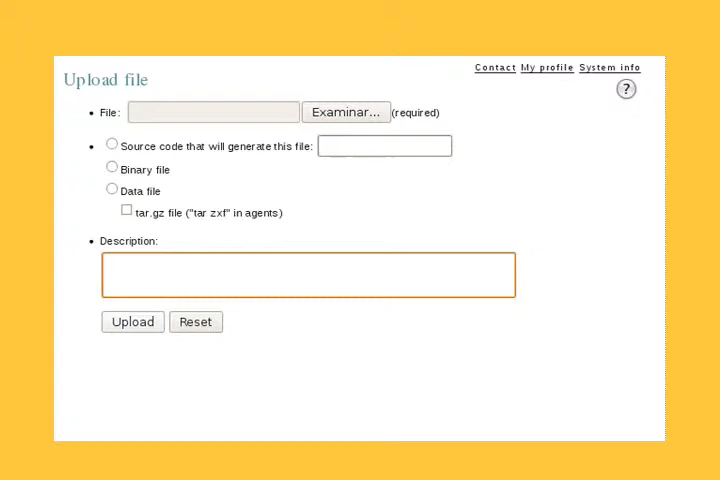 Contact My profile System info
Upload file
?
File: Examinar... (required)
Source code that will generate this file:
Binary file
Data file
tar.gz file ("tar zxf" in agents)
Description:
Upload Reset